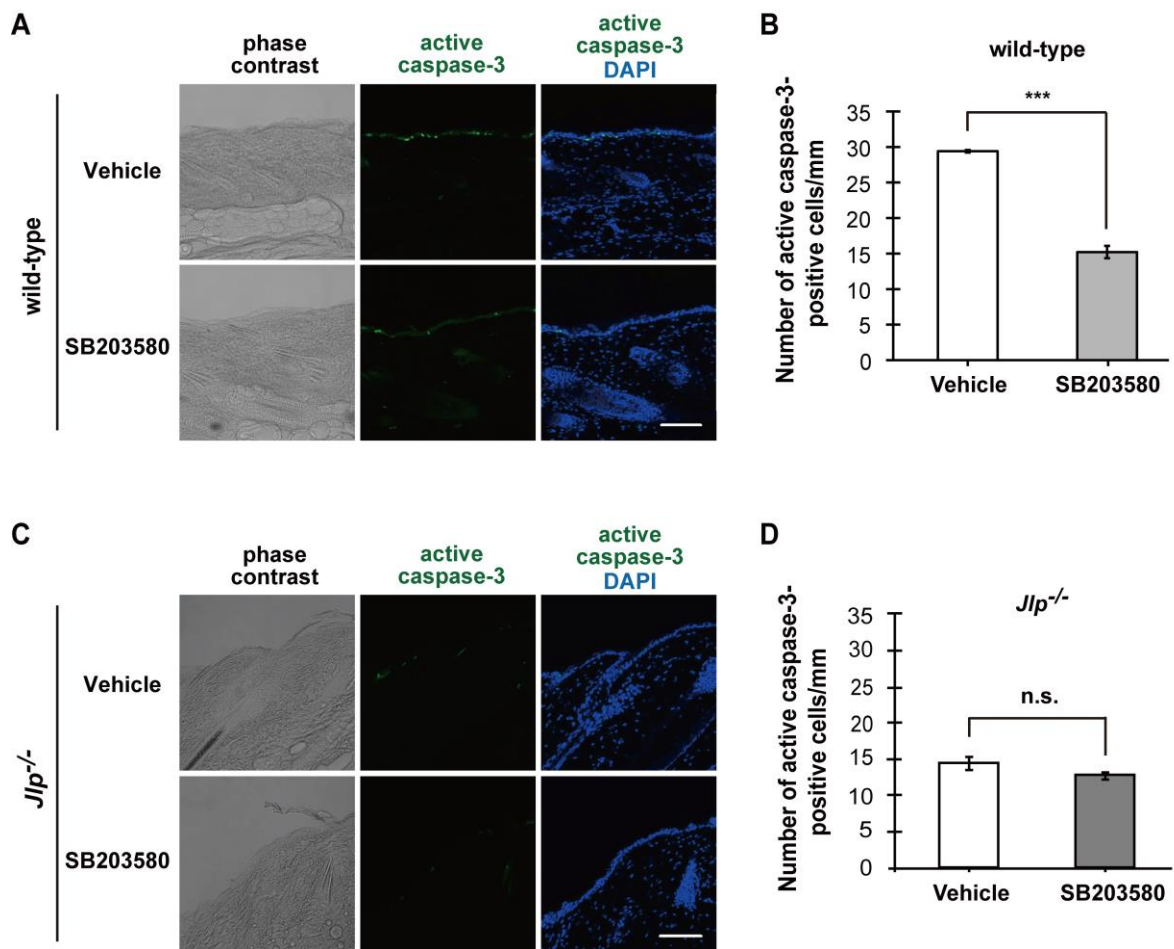 A
phase
contrast
active
caspase-3
active
caspase-3
DAPI
wild-type
Vehicle
SB203580
B
wild-type
***
Number of active caspase-3-
positive cells/mm
35
30
25
20
15
10
5
0
Vehicle
SB203580
C
phase
contrast
active
caspase-3
active
caspase-3
DAPI
Jlp-/-
Vehicle
SB203580
D
Jlp-/-
n.s.
Number of active caspase-3-
positive cells/mm
35
30
25
20
15
10
5
0
Vehicle
SB203580